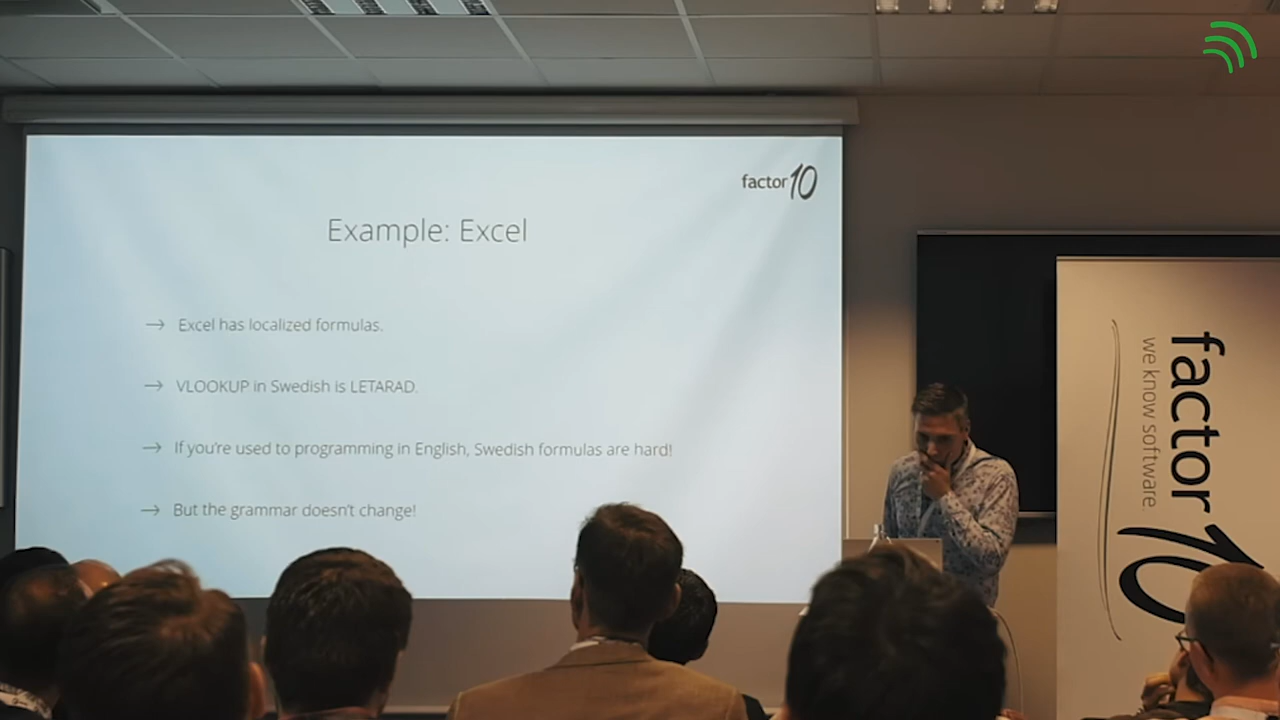 factor10
Example: Excel
→ Excel has localized formulas.
→ VLOOKUP in Swedish is LETARAD.
→ If you're used to programming in English, Swedish formulas are hard!
→ But the grammar doesn't change!
factor10
we know software.